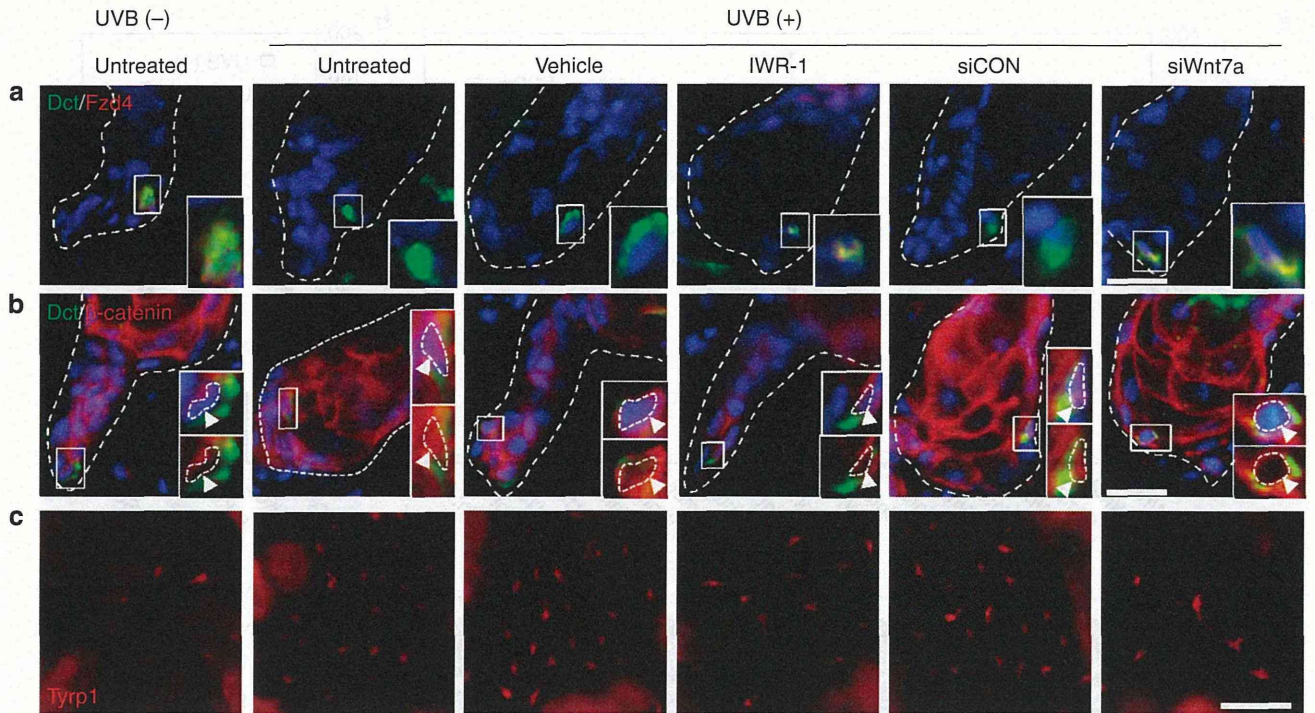 UVB (–)
UVB (+)
Untreated
Untreated
Vehicle
IWR-1
siCON
siWnt7a
a
Dct/Fzd4
b
Dct/β-catenin
c
Tyrp1